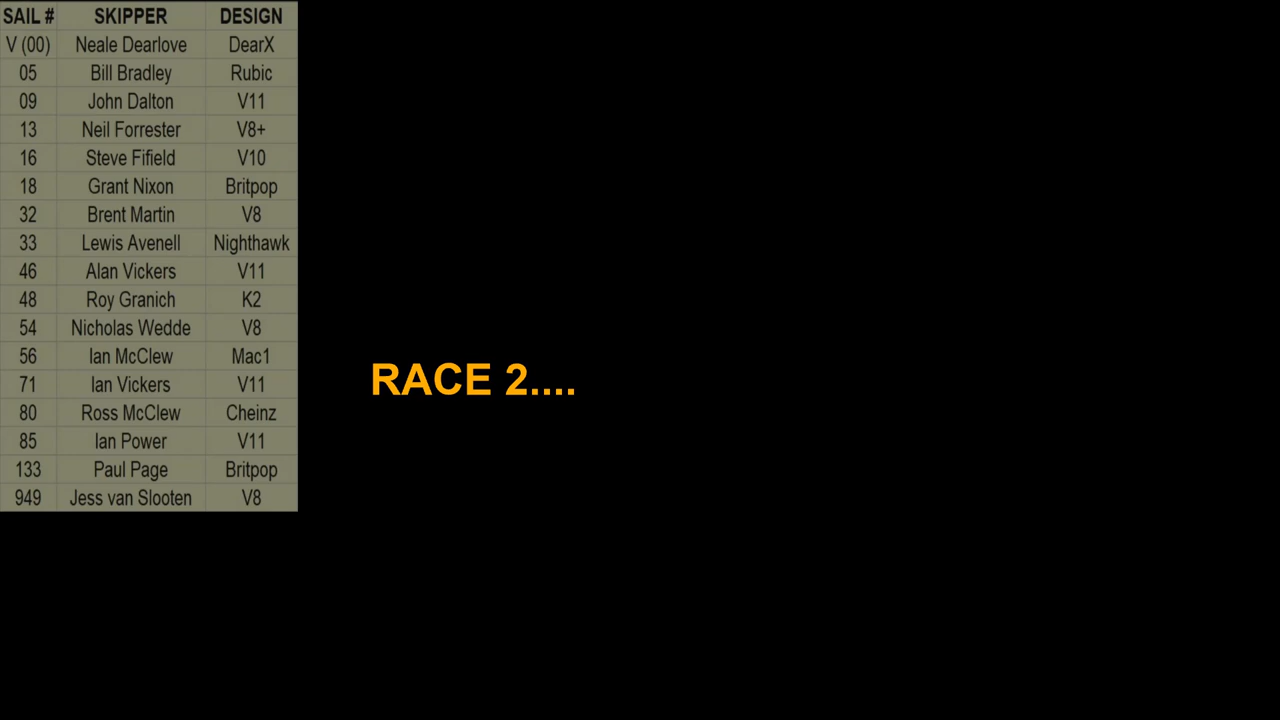 SAIL # SKIPPER DESIGN
V (00) Neale Dearlove DearX
05 Bill Bradley Rubic
09 John Dalton V11
13 Neil Forrester V8+
16 Steve Fifield V10
18 Grant Nixon Britpop
32 Brent Martin V8
33 Lewis Avenell Nighthawk
46 Alan Vickers V11
48 Roy Granich K2
54 Nicholas Wedde V8
56 Ian McClew Mac1
71 Ian Vickers V11
80 Ross McClew Cheinz
85 Ian Power V11
133 Paul Page Britpop
949 Jess van Slooten V8
RACE 2....